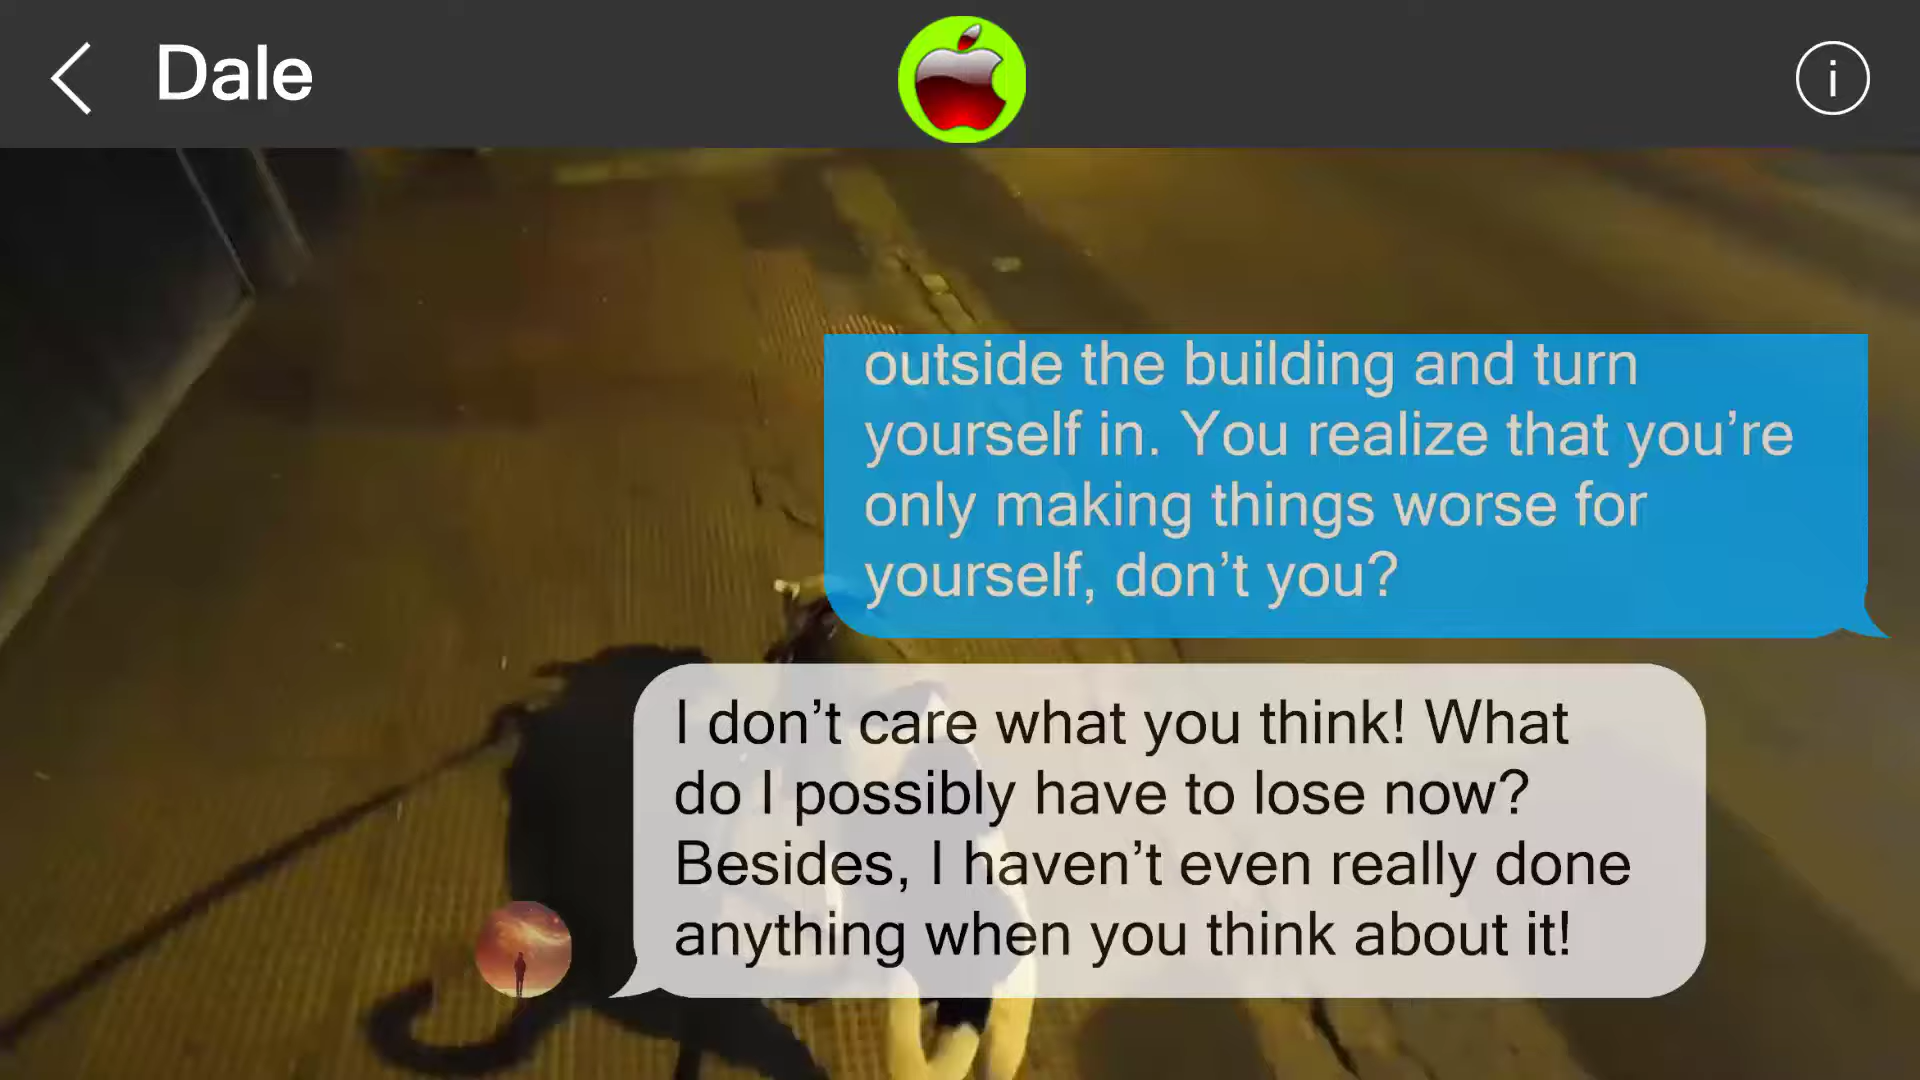 Dale
i
outside the building and turn
yourself in. You realize that you’re
only making things worse for
yourself, don’t you?
I don’t care what you think! What
do I possibly have to lose now?
Besides, I haven’t even really done
anything when you think about it!